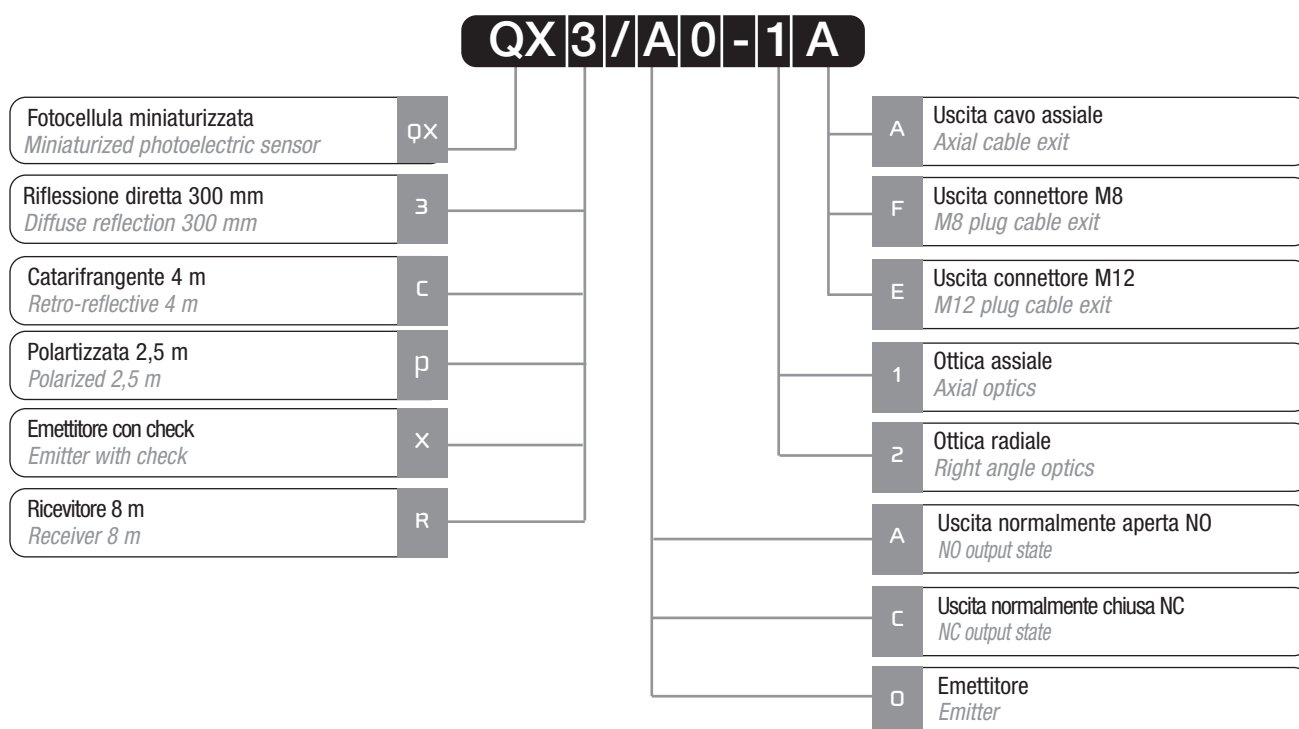 QX3/A0-1A
Fotocellula miniaturizzata
Miniaturized photoelectric sensor
QX
Riflessione diretta 300 mm
Diffuse reflection 300 mm
3
Catarifrangente 4 m
Retro-reflective 4 m
C
Polartizzata 2,5 m
Polarized 2,5 m
P
Emettitore con check
Emitter with check
X
Ricevitore 8 m
Receiver 8 m
R
A
Uscita cavo assiale
Axial cable exit
F
Uscita connettore M8
M8 plug cable exit
E
Uscita connettore M12
M12 plug cable exit
1
Ottica assiale
Axial optics
2
Ottica radiale
Right angle optics
A
Uscita normalmente aperta NO
NO output state
C
Uscita normalmente chiusa NC
NC output state
0
Emettitore
Emitter